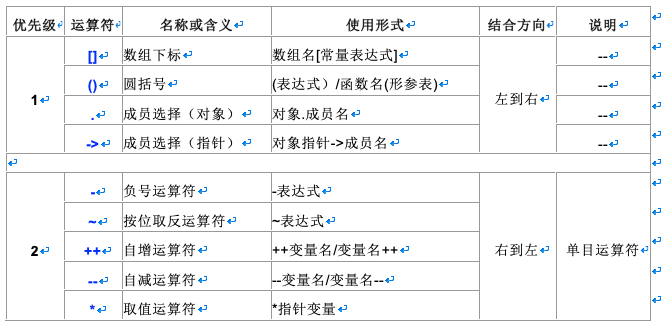 优先级 运算符 名称或含义 使用形式 结合方向 说明
1 [] 数组下标 数组名[常量表达式] 左到右 --
() 圆括号 (表达式）/函数名(形参表) --
. 成员选择（对象） 对象.成员名 --
-> 成员选择（指针） 对象指针->成员名 --
2 - 负号运算符 -表达式 右到左 单目运算符
~ 按位取反运算符 ~表达式
++ 自增运算符 ++变量名/变量名++
-- 自减运算符 --变量名/变量名--
* 取值运算符 *指针变量